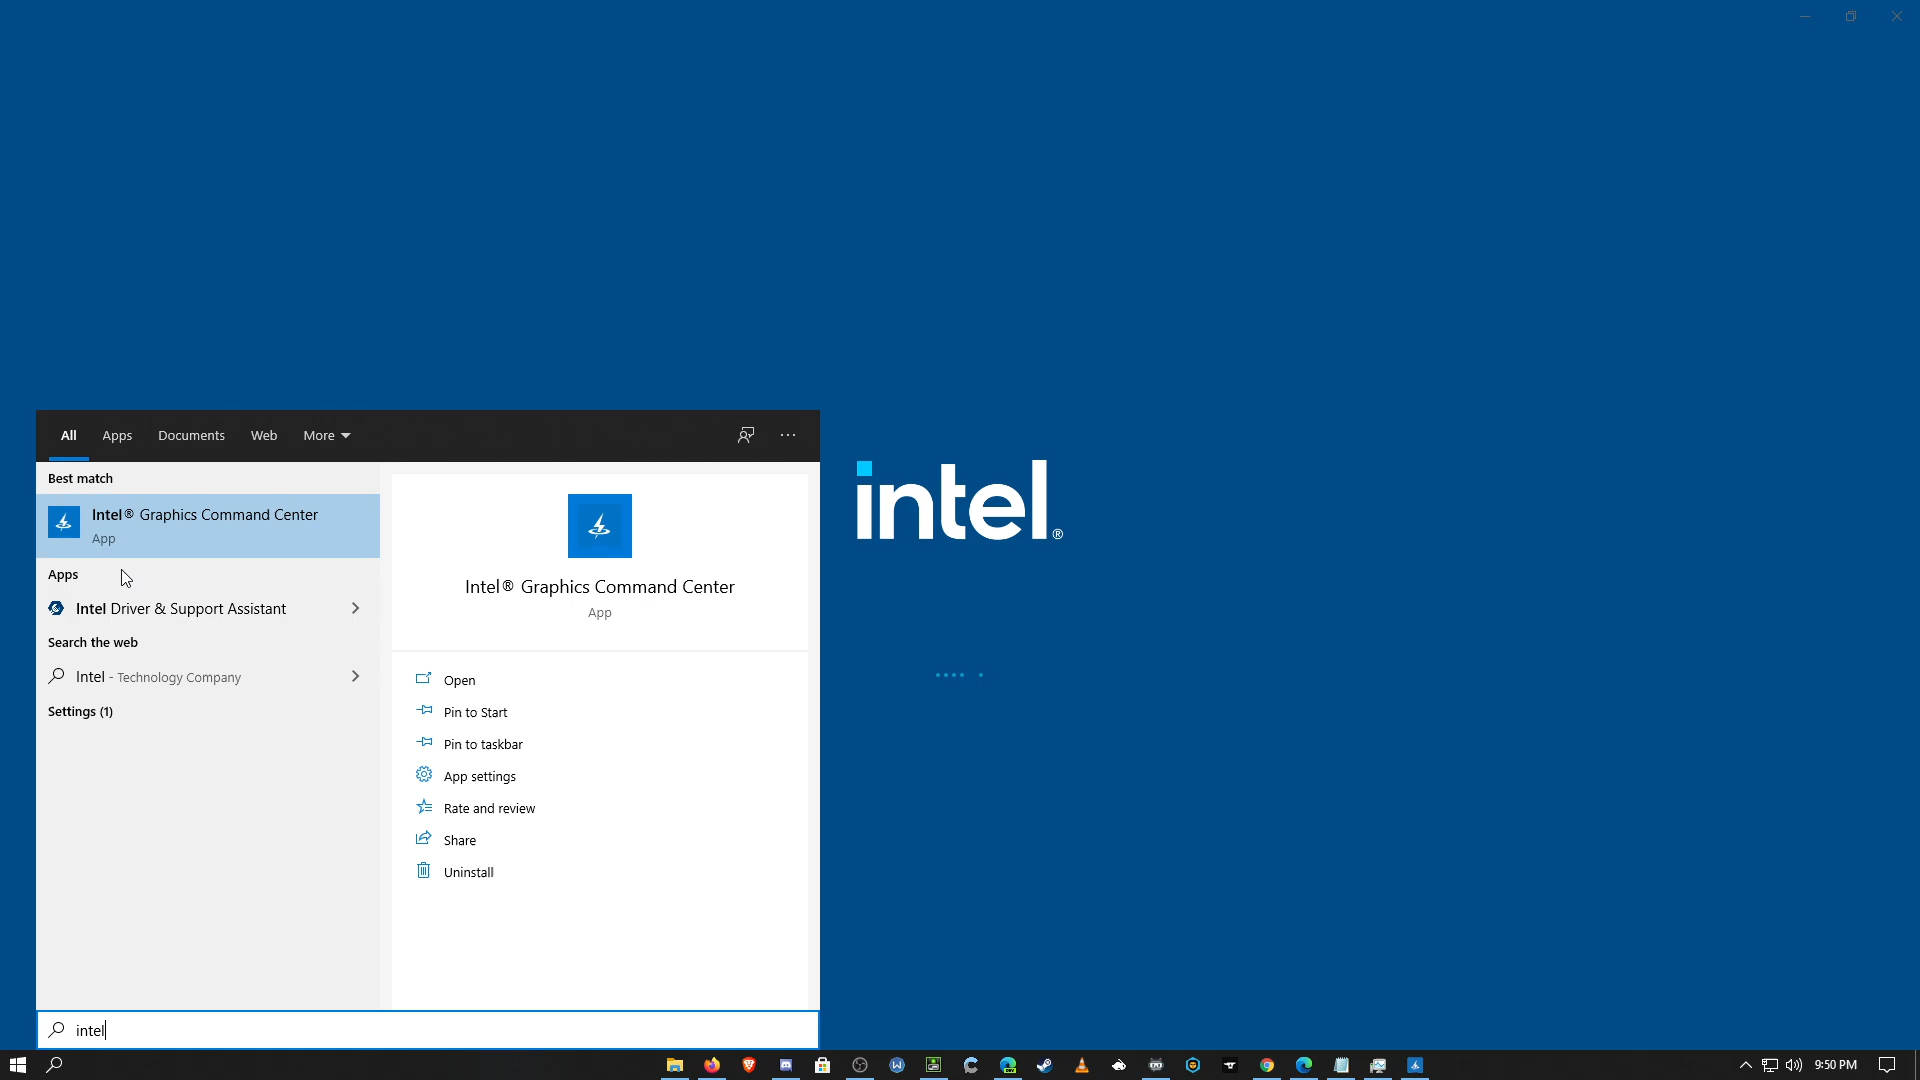 All Apps Documents Web More
Best match
Intel® Graphics Command Center
App
Apps
Intel Driver & Support Assistant
Search the web
Intel - Technology Company
Settings (1)
Intel® Graphics Command Center
App
Open
Pin to Start
Pin to taskbar
App settings
Rate and review
Share
Uninstall
intel®
intel
9:50 PM